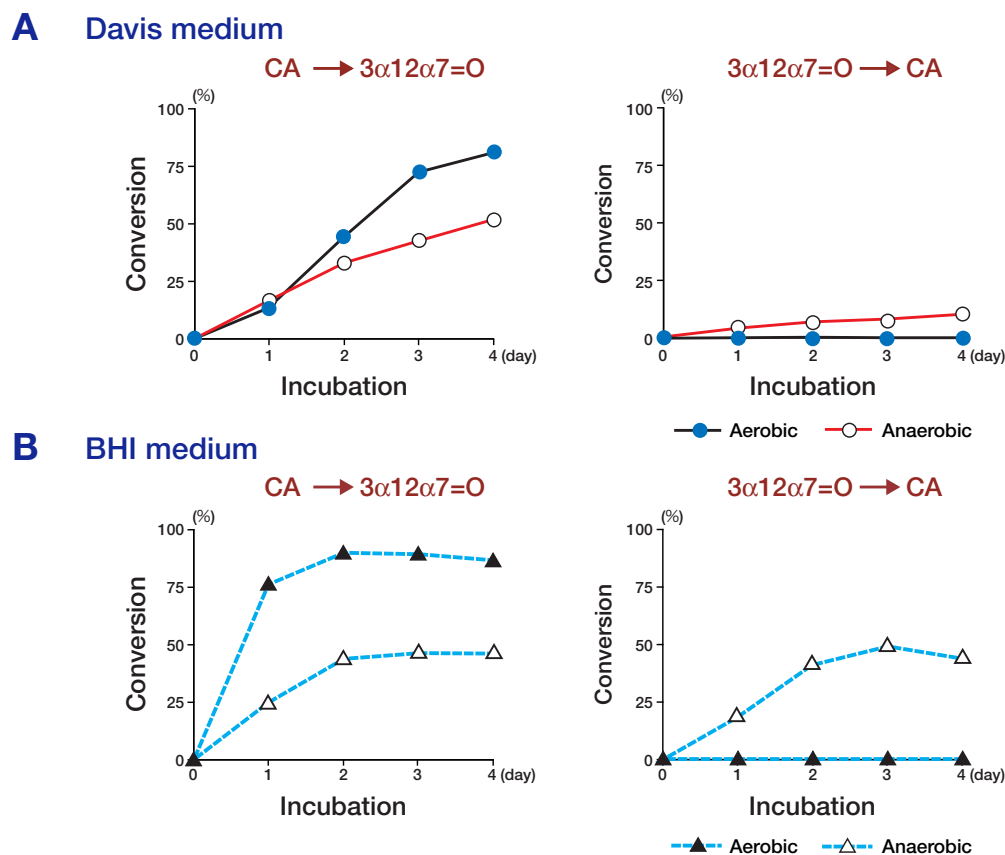 A Davis medium
CA → 3α12α7=O
(%)
100
75
50
25
0
Conversion
0 1 2 3 4 (day)
Incubation
3α12α7=O → CA
(%)
100
75
50
25
0
Conversion
0 1 2 3 4 (day)
Incubation
Aerobic Anaerobic
B BHI medium
CA → 3α12α7=O
(%)
100
75
50
25
0
Conversion
0 1 2 3 4 (day)
Incubation
3α12α7=O → CA
(%)
100
75
50
25
0
Conversion
0 1 2 3 4 (day)
Incubation
Aerobic Anaerobic